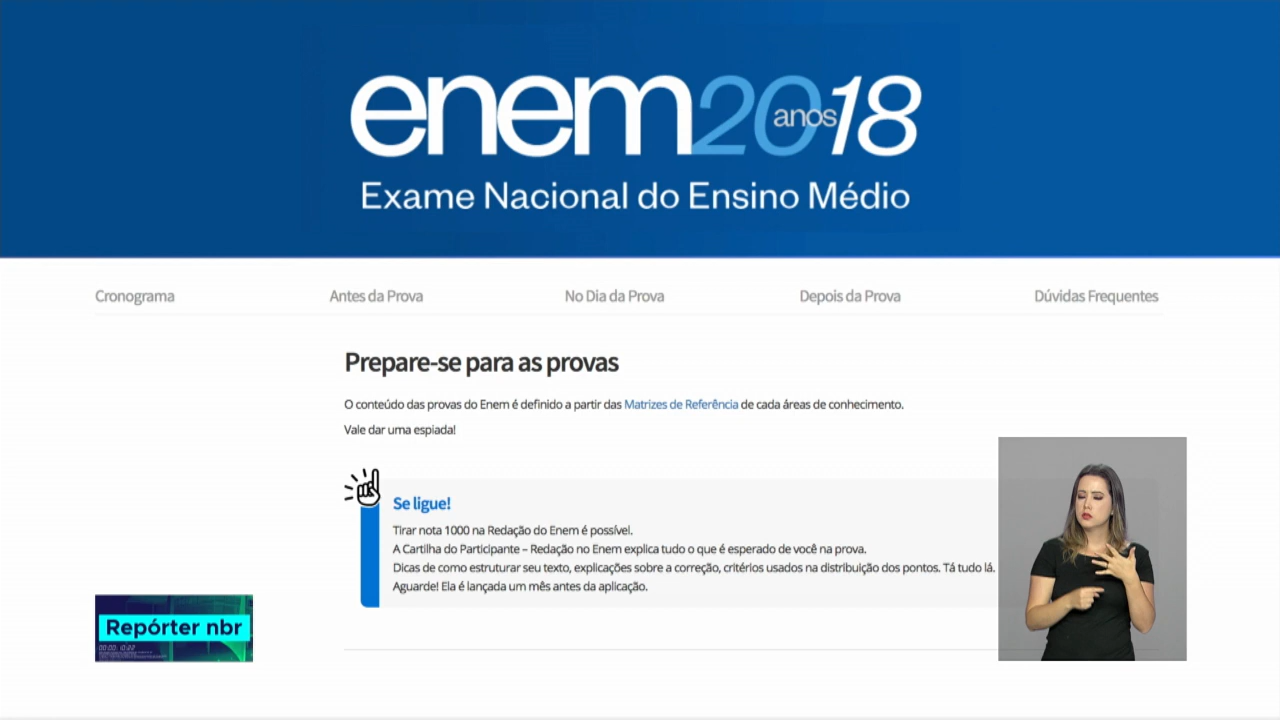 enem 20 anos 18
Exame Nacional do Ensino Médio
Cronograma
Antes da Prova
No Dia da Prova
Depois da Prova
Dúvidas Frequentes
Prepare-se para as provas
O conteúdo das provas do Enem é definido a partir das Matrizes de Referência de cada áreas de conhecimento.
Vale dar uma espiada!
Se ligue!
Tirar nota 1000 na Redação do Enem é possível.
A Cartilha do Participante – Redação no Enem explica tudo o que é esperado de você na prova.
Dicas de como estruturar seu texto, explicações sobre a correção, critérios usados na distribuição dos pontos. Tá tudo lá.
Aguarde! Ela é lançada um mês antes da aplicação.
Repórter nbr